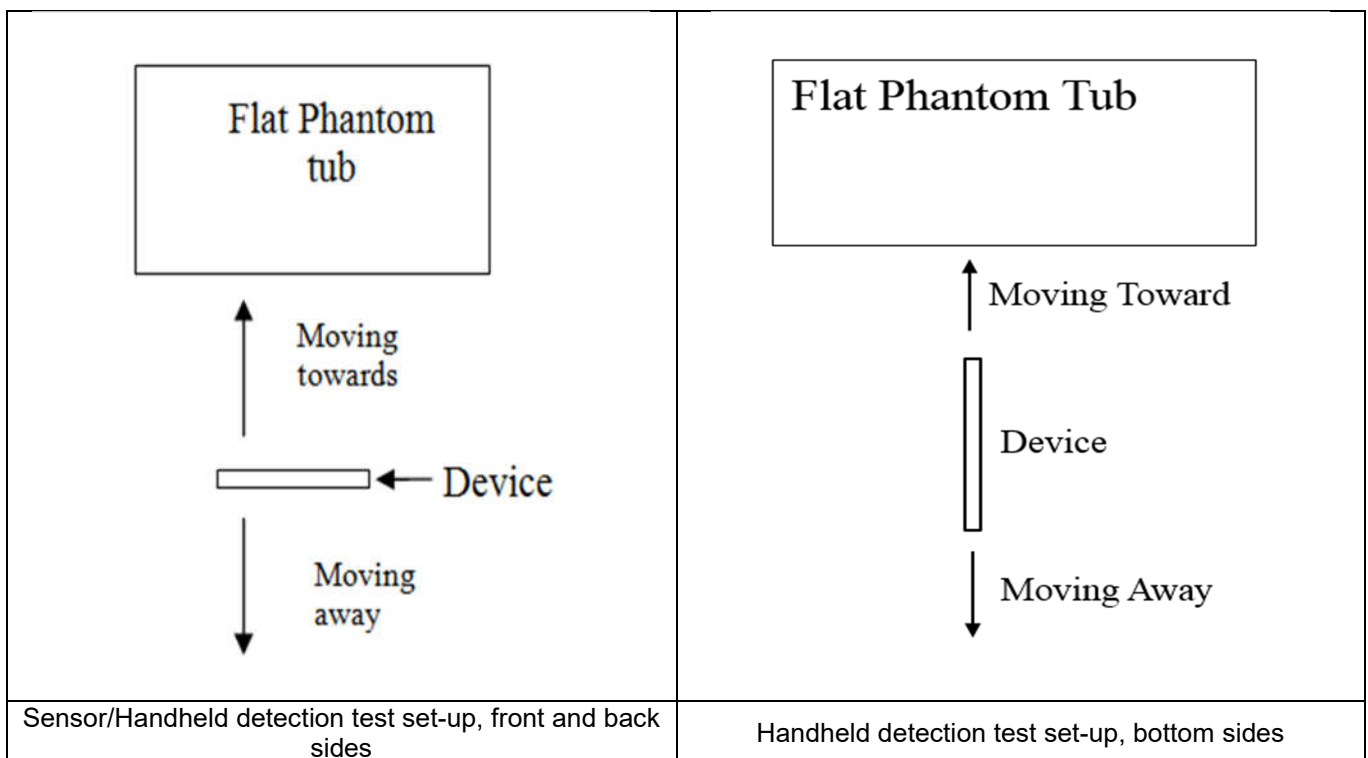 Flat Phantom
tub
Moving
towards
Device
Moving
away
Sensor/Handheld detection test set-up, front and back
sides
Flat Phantom Tub
Moving Toward
Device
Moving Away
Handheld detection test set-up, bottom sides